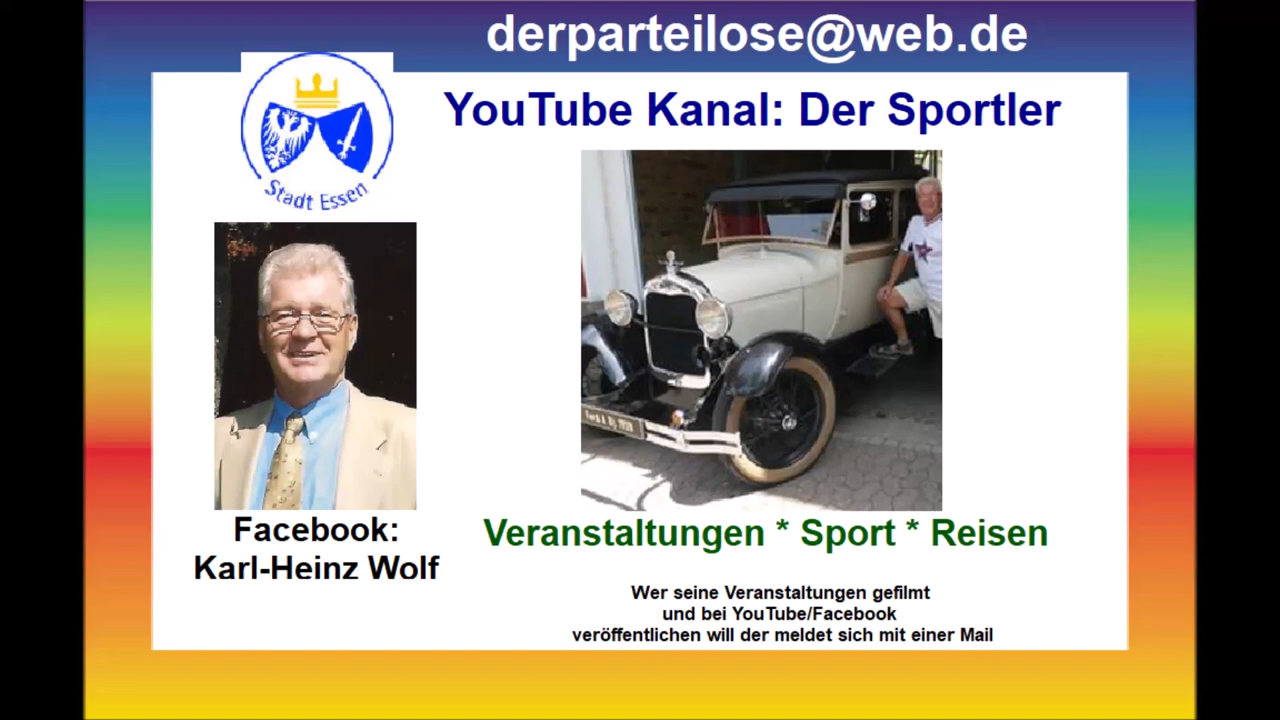 derparteilose@web.de
YouTube Kanal: Der Sportler
Stadt Essen
Facebook:
Karl-Heinz Wolf
Veranstaltungen * Sport * Reisen
Wer seine Veranstaltungen gefilmt
und bei YouTube/Facebook
veröffentlichen will der meldet sich mit einer Mail